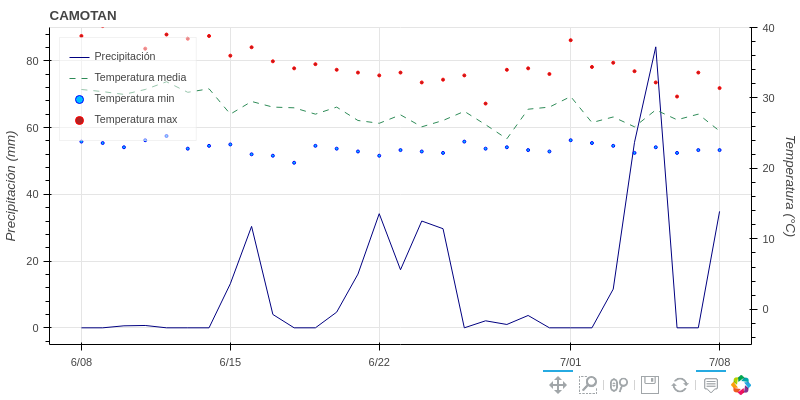 CAMOTAN
Precipitación
Temperatura media
Temperatura min
Temperatura max
Precipitación (mm)
80
60
40
20
0
Temperatura (°C)
40
30
20
10
0
6/08
6/15
6/22
7/01
7/08